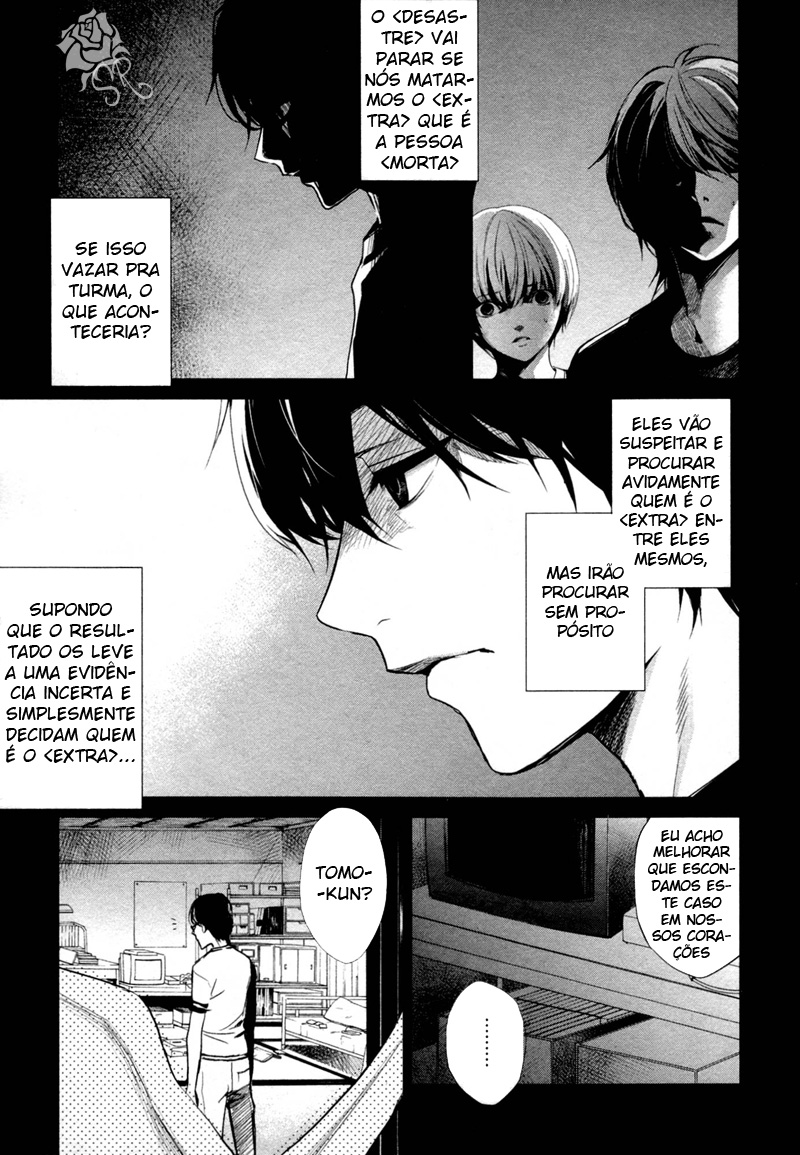 O <DESAS-
TRE> VAI
PARAR SE
NÓS MATAR-
MOS O <EX-
TRA> QUE É
A PESSOA
<MORTA>
SE ISSO
VAZAR PRA
TURMA, O
QUE ACON-
TECERIA?
ELES VÃO
SUSPEITAR E
PROCURAR
AVIDAMENTE
QUEM É O
<EXTRA> EN-
TRE ELES
MESMOS,
MAS IRÃO
PROCURAR
SEM PRO-
PÓSITO
SUPONDO
QUE O RESUL-
TADO OS LEVE
A UMA EVIDÊN-
CIA INCERTA E
SIMPLESMENTE
DECIDAM QUEM
É O <EXTRA>...
EU ACHO
MELHORAR
QUE ESCON-
DAMOS ES-
TE CASO
EM NOS-
SOS CORA-
ÇÕES
.........
TOMO-
-KUN?
SR